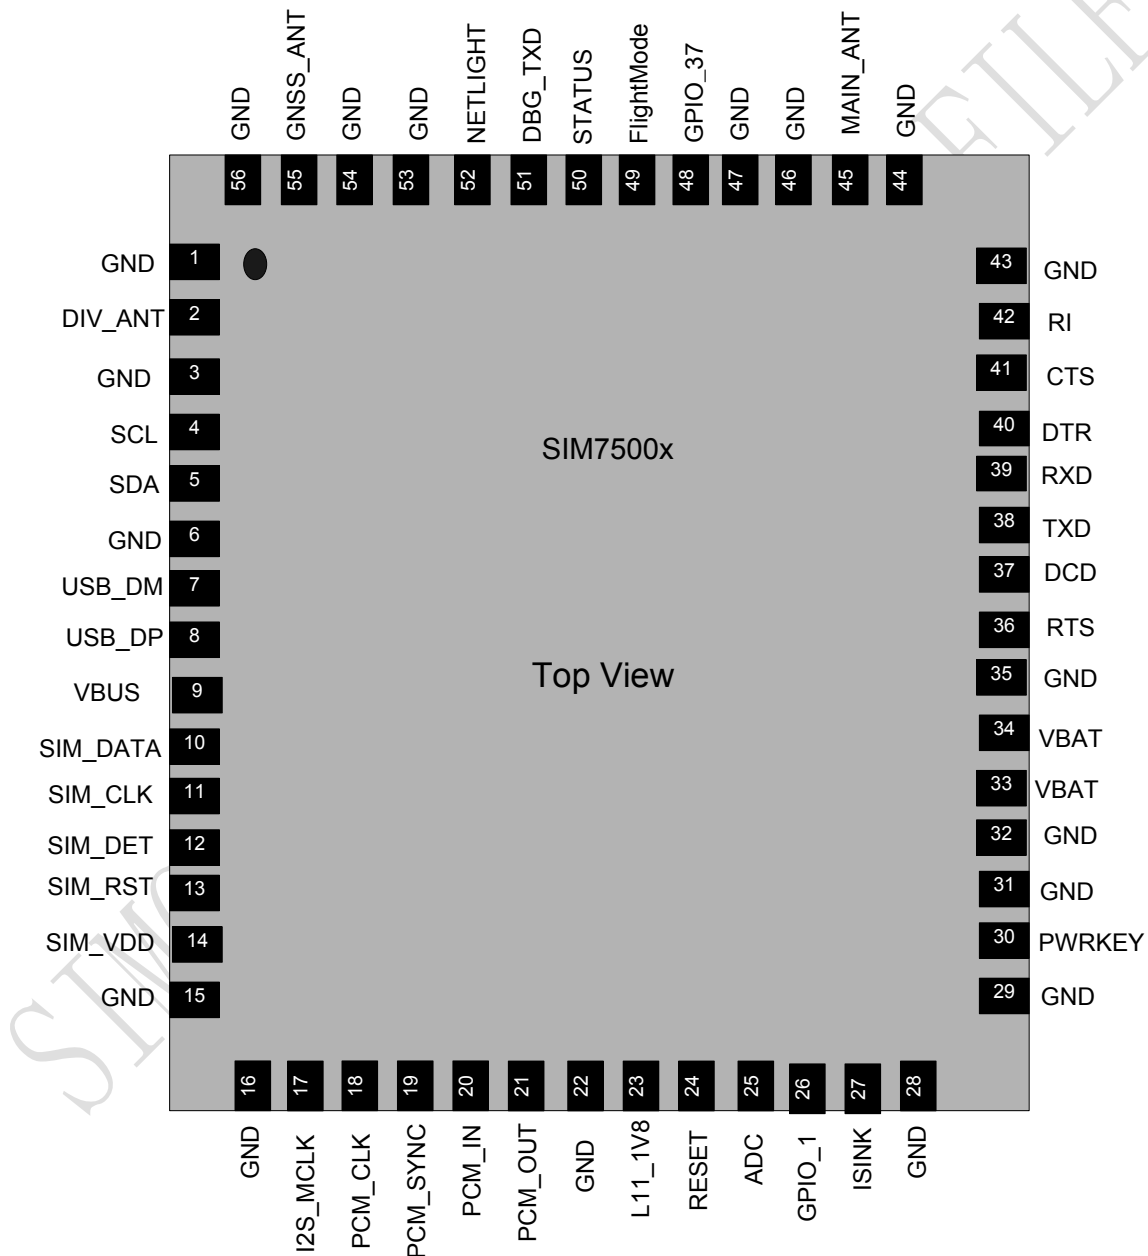 GND
GNSS_ANT
GND
GND
NETLIGHT
DBG_TXD
STATUS
FlightMode
GPIO_37
GND
GND
MAIN_ANT
GND
56
55
54
53
52
51
50
49
48
47
46
45
44
GND 1
DIV_ANT 2
GND 3
SCL 4
SDA 5
GND 6
USB_DM 7
USB_DP 8
VBUS 9
SIM_DATA 10
SIM_CLK 11
SIM_DET 12
SIM_RST 13
SIM_VDD 14
GND 15
SIM7500x
Top View
43 GND
42 RI
41 CTS
40 DTR
39 RXD
38 TXD
37 DCD
36 RTS
35 GND
34 VBAT
33 VBAT
32 GND
31 GND
30 PWRKEY
29 GND
16
17
18
19
20
21
22
23
24
25
26
27
28
GND
I2S_MCLK
PCM_CLK
PCM_SYNC
PCM_IN
PCM_OUT
GND
L11_1V8
RESET
ADC
GPIO_1
ISINK
GND